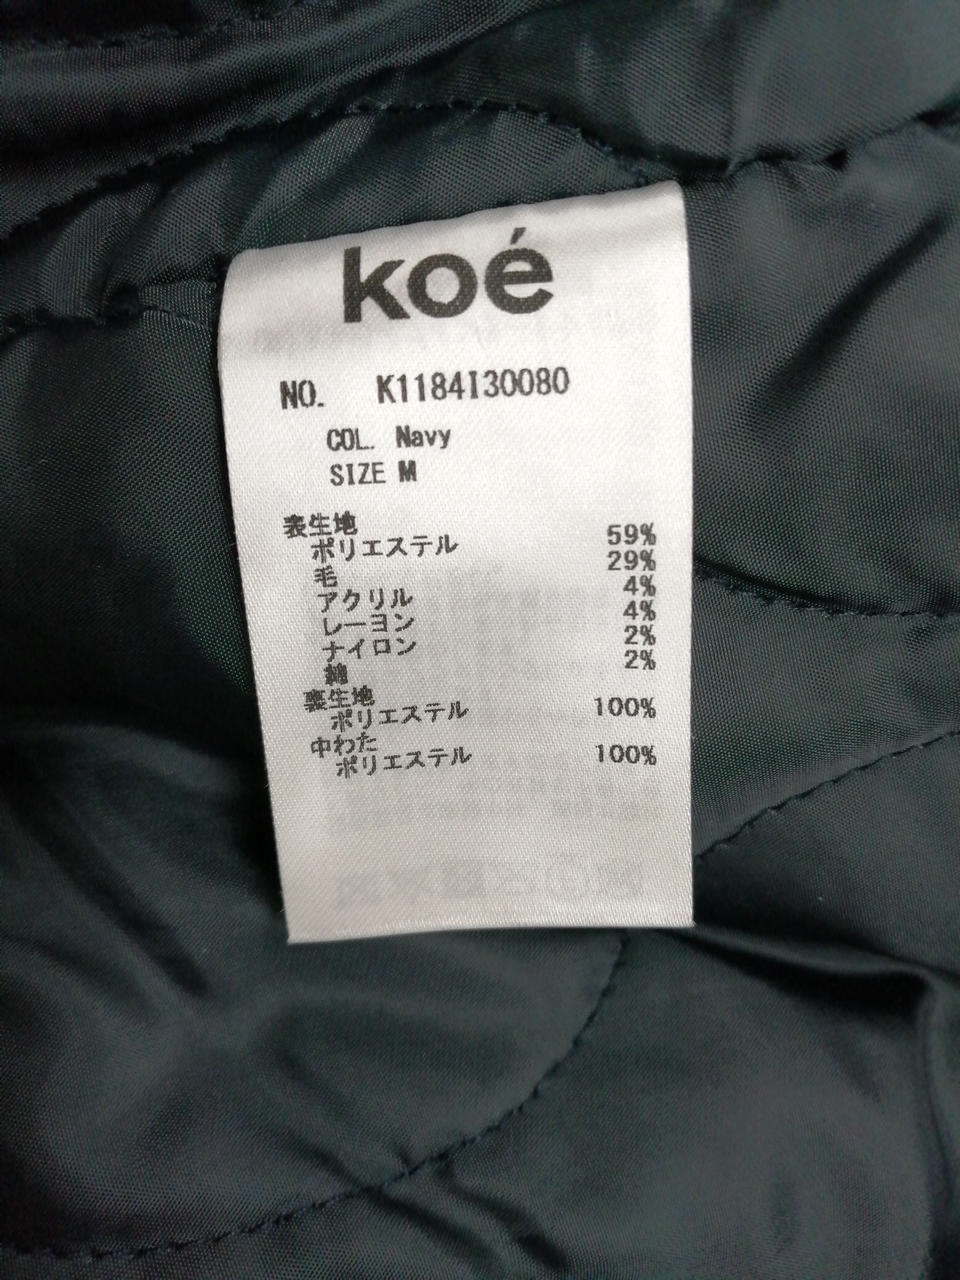 koé
NO. K1184I30080
COL. Navy
SIZE M
表生地
ポリエステル 59%
毛 29%
アクリル 4%
レーヨン 4%
ナイロン 2%
綿 2%
裏生地
ポリエステル 100%
中わた
ポリエステル 100%